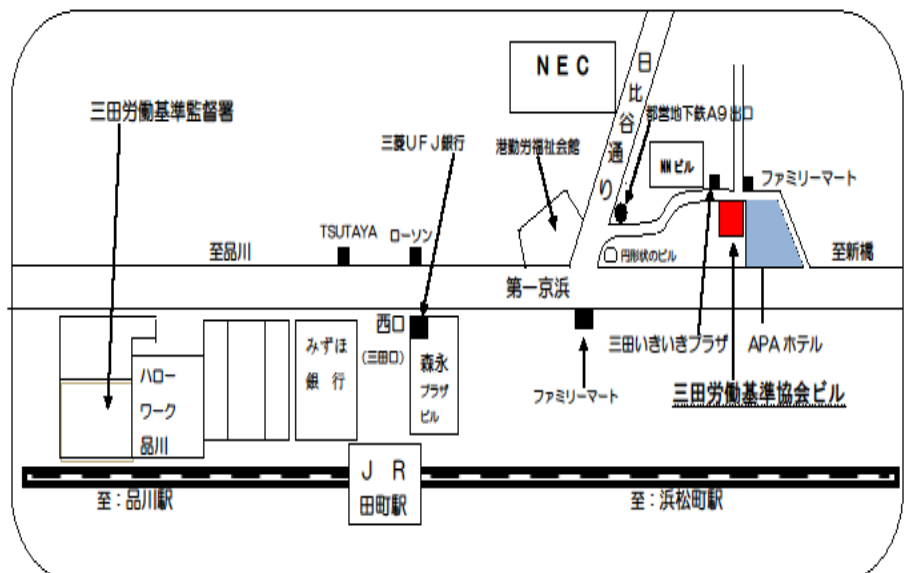 NEC
日比谷通り
三田労働基準監督署
都営地下鉄A9出口
三菱UFJ銀行
港勤労福祉会館
NNビル
ファミリーマート
TSUTAYA
ローソン
至品川
円形状のビル
至新橋
第一京浜
西口
(三田口)
みずほ
銀 行
森永
プラザ
ビル
三田いきいきプラザ
APAホテル
ハロー
ワーク
品川
ファミリーマート
三田労働基準協会ビル
JR
田町駅
至:品川駅
至:浜松町駅